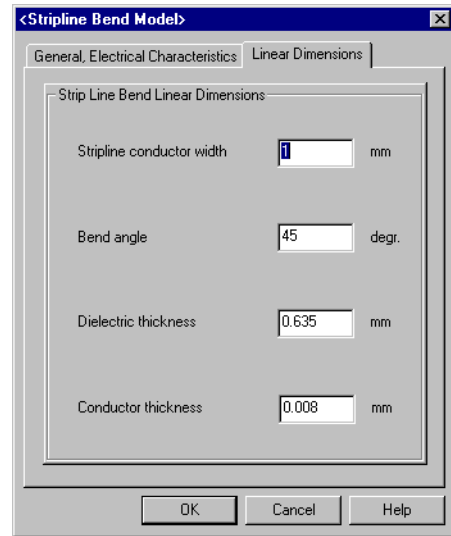 <Stripline Bend Model>
General, Electrical Characteristics Linear Dimensions
Strip Line Bend Linear Dimensions
Stripline conductor width 1 mm
Bend angle 45 degr.
Dielectric thickness 0.635 mm
Conductor thickness 0.008 mm
OK Cancel Help